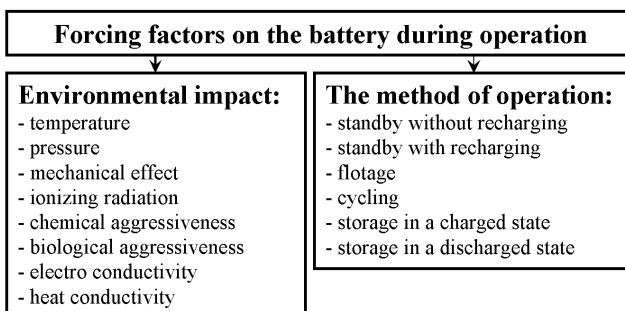 Forcing factors on the battery during operation
Environmental impact:
- temperature
- pressure
- mechanical effect
- ionizing radiation
- chemical aggressiveness
- biological aggressiveness
- electro conductivity
- heat conductivity
The method of operation:
- standby without recharging
- standby with recharging
- flotage
- cycling
- storage in a charged state
- storage in a discharged state